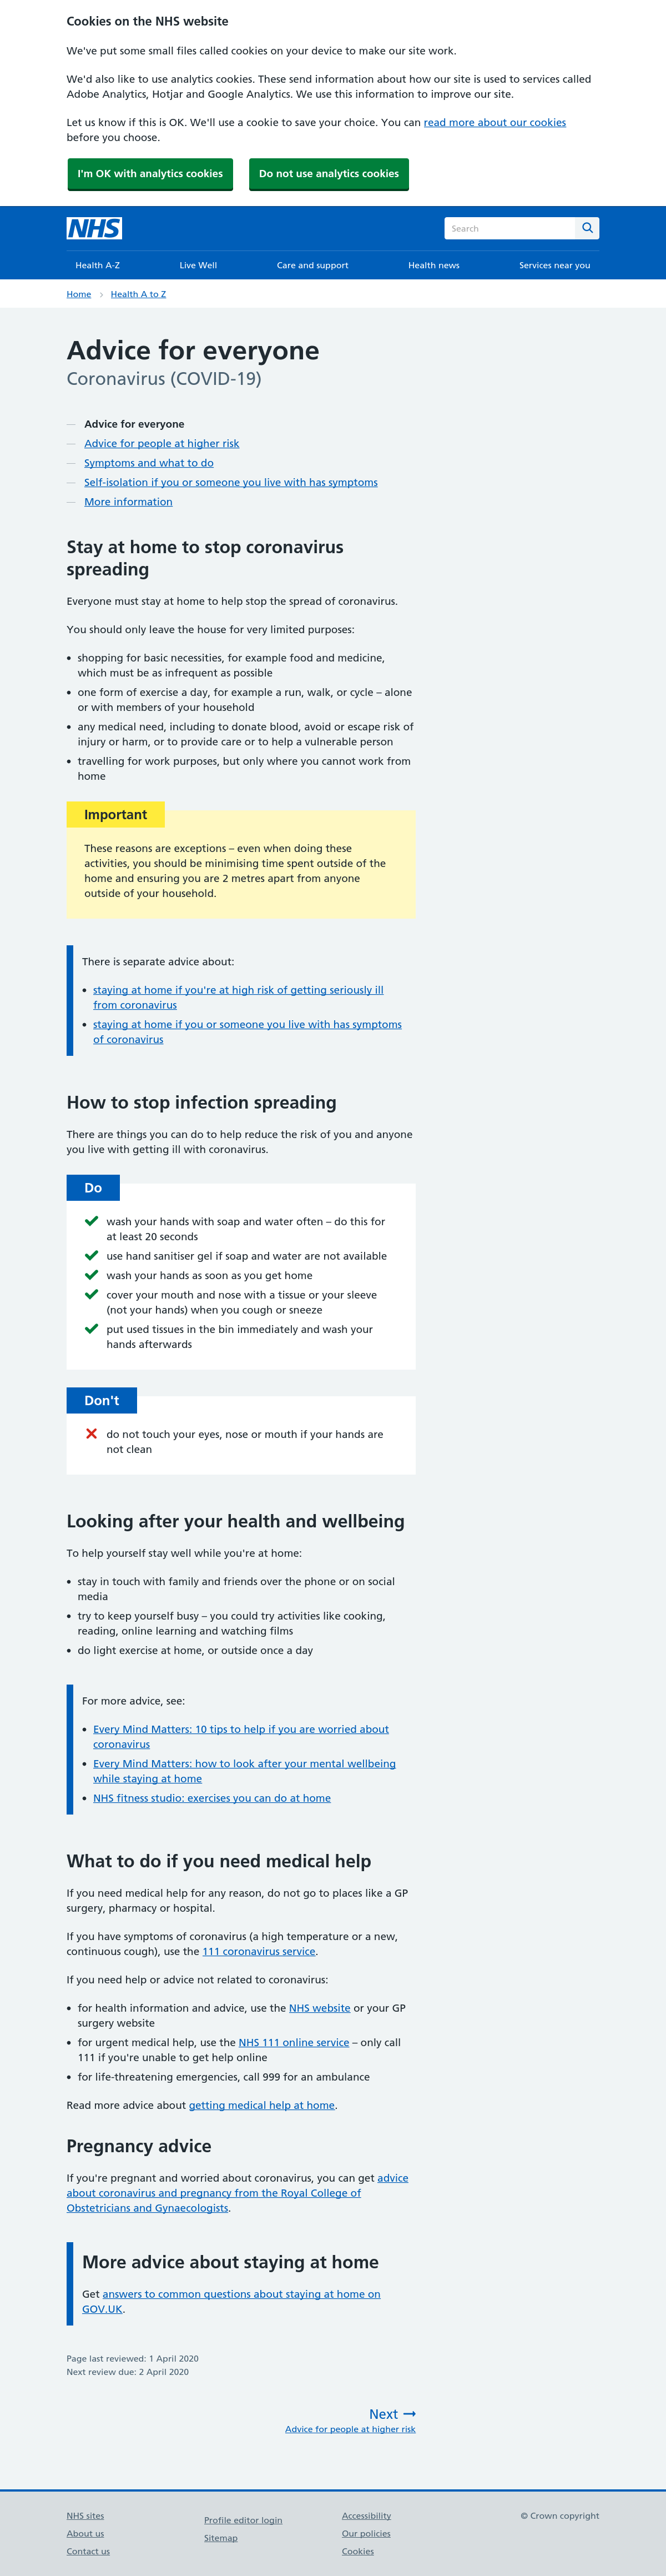 Cookies on the NHS website
We've put some small files called cookies on your device to make our site work.
We'd also like to use analytics cookies. These send information about how our site is used to services called
Adobe Analytics, Hotjar and Google Analytics. We use this information to improve our site.
Let us know if this is OK. We'll use a cookie to save your choice. You can read more about our cookies
before you choose.
I'm OK with analytics cookies
Do not use analytics cookies
NHS
Search
Health A-Z
Live Well
Care and support
Health news
Services near you
Home
Health A to Z
Advice for everyone
Coronavirus (COVID-19)
— Advice for everyone
— Advice for people at higher risk
— Symptoms and what to do
— Self-isolation if you or someone you live with has symptoms
— More information
Stay at home to stop coronavirus
spreading
Everyone must stay at home to help stop the spread of coronavirus.
You should only leave the house for very limited purposes:
• shopping for basic necessities, for example food and medicine,
which must be as infrequent as possible
• one form of exercise a day, for example a run, walk, or cycle – alone
or with members of your household
• any medical need, including to donate blood, avoid or escape risk of
injury or harm, or to provide care or to help a vulnerable person
• travelling for work purposes, but only where you cannot work from
home
Important
These reasons are exceptions – even when doing these
activities, you should be minimising time spent outside of the
home and ensuring you are 2 metres apart from anyone
outside of your household.
There is separate advice about:
• staying at home if you're at high risk of getting seriously ill
from coronavirus
• staying at home if you or someone you live with has symptoms
of coronavirus
How to stop infection spreading
There are things you can do to help reduce the risk of you and anyone
you live with getting ill with coronavirus.
Do
wash your hands with soap and water often – do this for
at least 20 seconds
use hand sanitiser gel if soap and water are not available
wash your hands as soon as you get home
cover your mouth and nose with a tissue or your sleeve
(not your hands) when you cough or sneeze
put used tissues in the bin immediately and wash your
hands afterwards
Don't
do not touch your eyes, nose or mouth if your hands are
not clean
Looking after your health and wellbeing
To help yourself stay well while you're at home:
• stay in touch with family and friends over the phone or on social
media
• try to keep yourself busy – you could try activities like cooking,
reading, online learning and watching films
• do light exercise at home, or outside once a day
For more advice, see:
• Every Mind Matters: 10 tips to help if you are worried about
coronavirus
• Every Mind Matters: how to look after your mental wellbeing
while staying at home
• NHS fitness studio: exercises you can do at home
What to do if you need medical help
If you need medical help for any reason, do not go to places like a GP
surgery, pharmacy or hospital.
If you have symptoms of coronavirus (a high temperature or a new,
continuous cough), use the 111 coronavirus service.
If you need help or advice not related to coronavirus:
• for health information and advice, use the NHS website or your GP
surgery website
• for urgent medical help, use the NHS 111 online service – only call
111 if you're unable to get help online
• for life-threatening emergencies, call 999 for an ambulance
Read more advice about getting medical help at home.
Pregnancy advice
If you're pregnant and worried about coronavirus, you can get advice
about coronavirus and pregnancy from the Royal College of
Obstetricians and Gynaecologists.
More advice about staying at home
Get answers to common questions about staying at home on
GOV.UK.
Page last reviewed: 1 April 2020
Next review due: 2 April 2020
Next
Advice for people at higher risk
NHS sites
About us
Contact us
Profile editor login
Sitemap
Accessibility
Our policies
Cookies
© Crown copyright